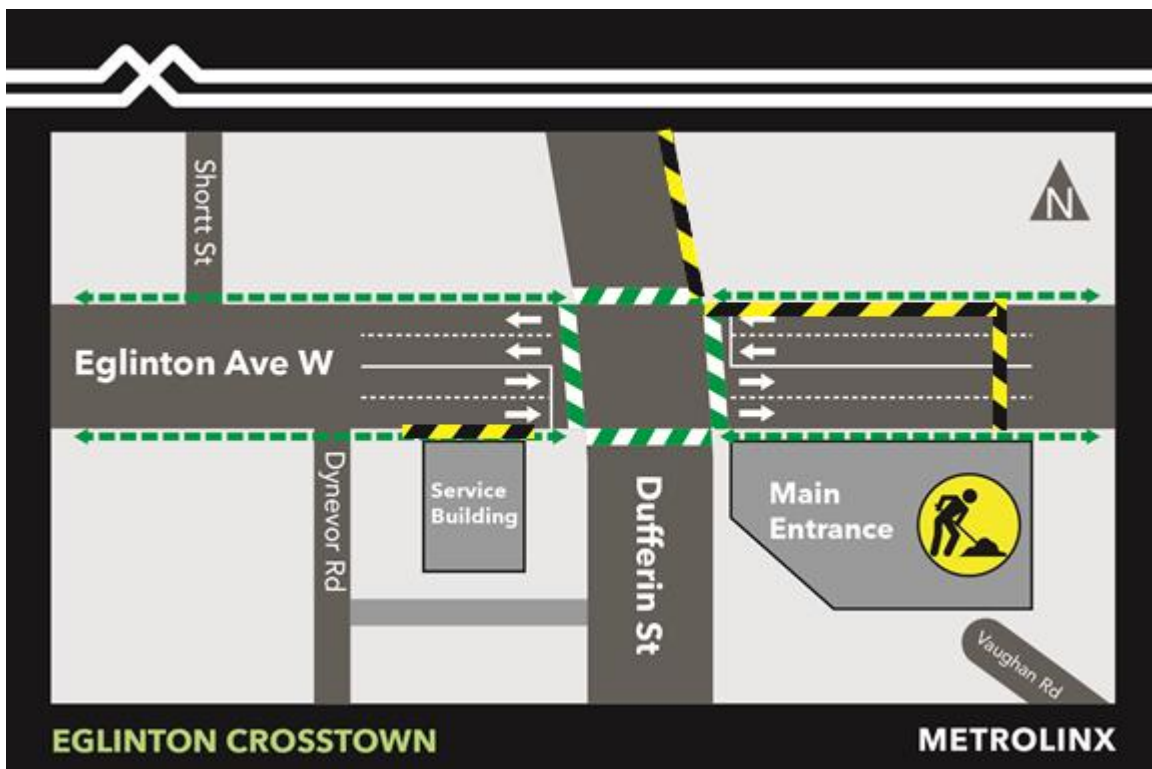 Shortt St
N
Eglinton Ave W
Dynevor Rd
Service
Building
Dufferin St
Main
Entrance
Vaughan Rd
EGLINTON CROSSTOWN
METROLINX